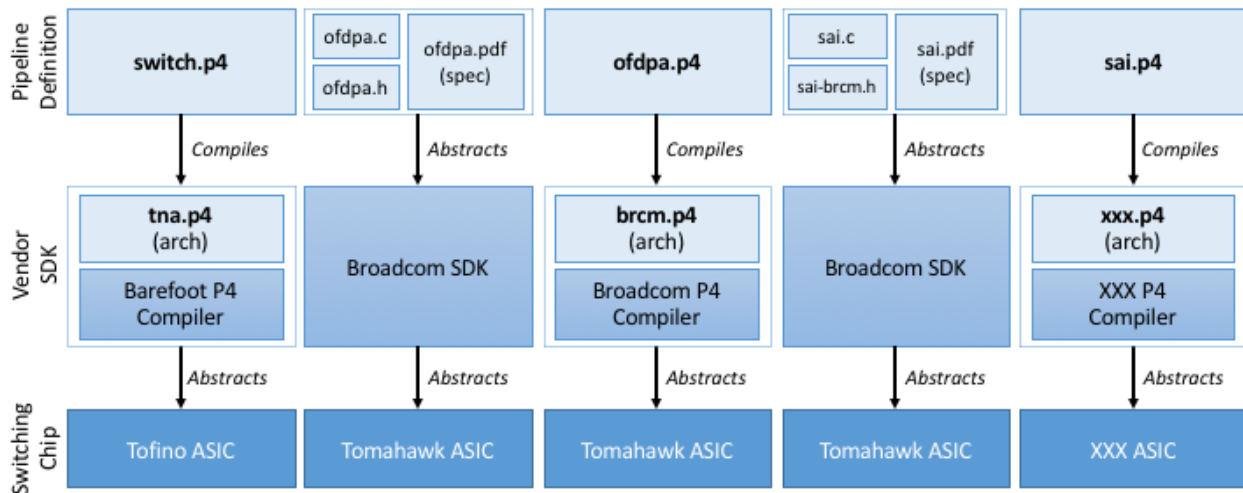 Pipeline
Definition
switch.p4
ofdpa.c
ofdpa.h
ofdpa.pdf
(spec)
ofdpa.p4
sai.c
sai-brcm.h
sai.pdf
(spec)
sai.p4
Compiles
Abstracts
Compiles
Abstracts
Compiles
Vendor
SDK
tna.p4
(arch)
Barefoot P4
Compiler
Broadcom SDK
brcm.p4
(arch)
Broadcom P4
Compiler
Broadcom SDK
xxx.p4
(arch)
XXX P4
Compiler
Abstracts
Abstracts
Abstracts
Abstracts
Abstracts
Switching
Chip
Tofino ASIC
Tomahawk ASIC
Tomahawk ASIC
Tomahawk ASIC
XXX ASIC